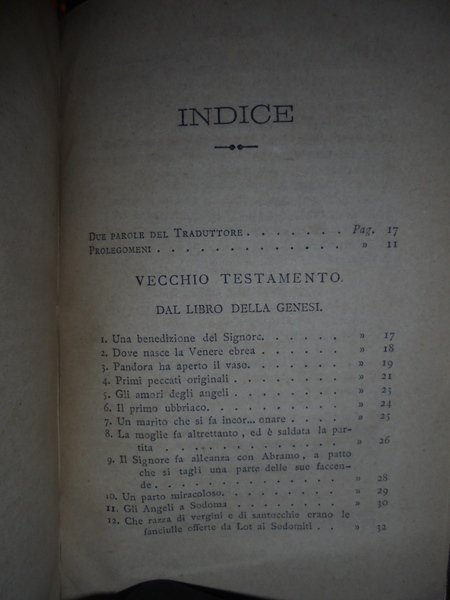 INDICE
DUE PAROLE DEL TRADUTTORE . . . . . . . Pag. 17
PROLEGOMENI . . . . . . . . . . . . . » 11
VECCHIO TESTAMENTO.
DAL LIBRO DELLA GENESI.
1. Una benedizione del Signore. . . . . . . » 17
2. Dove nasce la Venere ebrea . . . . . . » 18
3. Pandora ha aperto il vaso. . . . . . . » 19
4. Primi peccati originali . . . . . . . » 21
5. Gli amori degli angeli . . . . . . . » 23
6. Il primo ubbriaco. . . . . . . . . » 24
7. Un marito che si fa incor... onare . . . . » 25
8. La moglie fa altrettanto, ed è saldata la par-
tita . . . . . . . . . . . » 26
9. Il Signore fa alleanza con Abramo, a patto
che si tagli una parte delle sue faccen-
de. . . . . . . . . . . . » 28
10. Un parto miracoloso. . . . . . . . » 29
11. Gli Angeli a Sodoma . . . . . . . » 30
12. Che razza di vergini e di santocchie erano le
fanciulle offerte da Lot ai Sodomiti . . » 32